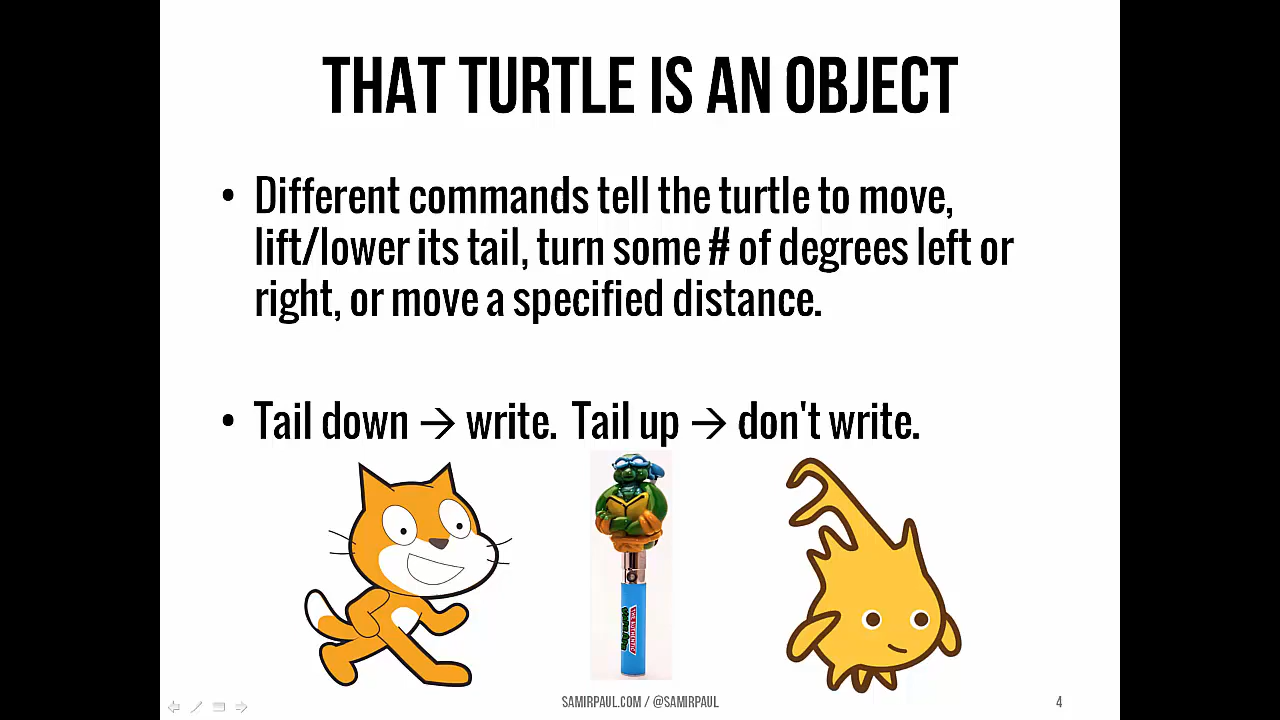 THAT TURTLE IS AN OBJECT
• Different commands tell the turtle to move,
lift/lower its tail, turn some # of degrees left or
right, or move a specified distance.
• Tail down → write. Tail up → don't write.
SAMIRPAUL.COM / @SAMIRPAUL
4